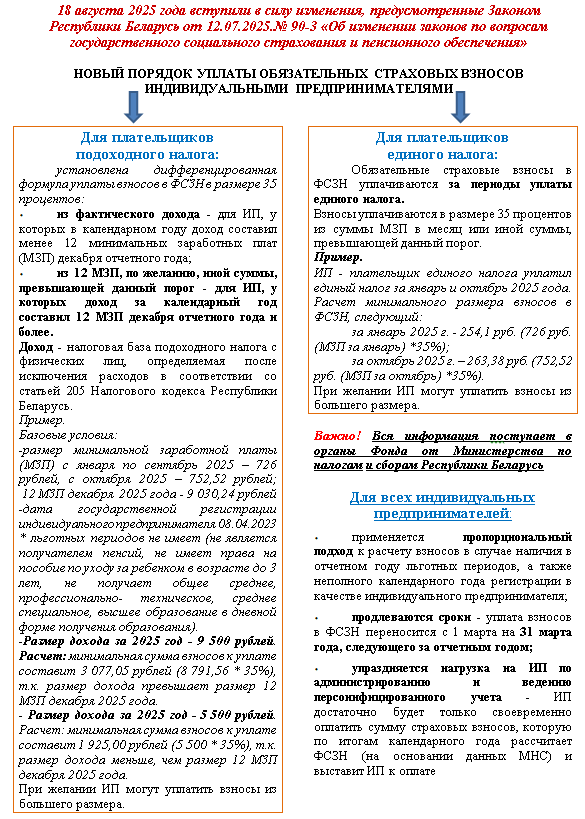 18 августа 2025 года вступили в силу изменения, предусмотренные Законом
Республики Беларусь от 12.07.2025.№ 90-З «Об изменении законов по вопросам
государственного социального страхования и пенсионного обеспечения»
НОВЫЙ ПОРЯДОК УПЛАТЫ ОБЯЗАТЕЛЬНЫХ СТРАХОВЫХ ВЗНОСОВ
ИНДИВИДУАЛЬНЫМИ ПРЕДПРИНИМАТЕЛЯМИ
Для плательщиков
подоходного налога:
установлена дифференцированная
формула уплаты взносов в ФСЗН в размере 35
процентов:
• из фактического дохода - для ИП, у
которых в календарном году доход составил
менее 12 минимальных заработных плат
(МЗП) декабря отчетного года;
• из 12 МЗП, по желанию, иной суммы,
превышающей данный порог - для ИП, у
которых доход за календарный год
составил 12 МЗП декабря отчетного года и
более.
Доход - налоговая база подоходного налога с
физических лиц, определяемая после
исключения расходов в соответствии со
статьей 205 Налогового кодекса Республики
Беларусь.
Пример.
Базовые условия:
-размер минимальной заработной платы
(МЗП) с января по сентябрь 2025 – 726
рублей, с октября 2025 – 752,52 рублей;
12 МЗП декабря 2025 года - 9 030,24 рублей
-дата государственной регистрации
индивидуального предпринимателя 08.04.2023
* льготных периодов не имеет (не является
получателем пенсий, не имеет права на
пособие по уходу за ребенком в возрасте до 3
лет, не получает общее среднее,
профессионально- техническое, среднее
специальное, высшее образование в дневной
форме получения образования).
-Размер дохода за 2025 год - 9 500 рублей.
Расчет: минимальная сумма взносов к уплате
составит 3 077,05 рублей (8 791,56 * 35%),
т.к. размер дохода превышает размер 12
МЗП декабря 2025 года.
- Размер дохода за 2025 год - 5 500 рублей.
Расчет: минимальная сумма взносов к уплате
составит 1 925,00 рублей (5 500 * 35%), т.к.
размер дохода меньше, чем размер 12 МЗП
декабря 2025 года.
При желании ИП могут уплатить взносы из
большего размера.
Для плательщиков
единого налога:
Обязательные страховые взносы в
ФСЗН уплачиваются за периоды уплаты
единого налога.
Взносы уплачиваются в размере 35 процентов
из суммы МЗП в месяц или иной суммы,
превышающей данный порог.
Пример.
ИП - плательщик единого налога уплатил
единый налог за январь и октябрь 2025 года.
Расчет минимального размера взносов в
ФСЗН, следующий:
за январь 2025 г. - 254,1 руб. (726 руб.
(МЗП за январь) *35%);
за октябрь 2025 г. – 263,38 руб. (752,52
руб. (МЗП за октябрь) *35%).
При желании ИП могут уплатить взносы из
большего размера.
Важно! Вся информация поступает в
органы Фонда от Министерства по
налогам и сборам Республики Беларусь
Для всех индивидуальных
предпринимателей:
• применяется пропорциональный
подход к расчету взносов в случае наличия в
отчетном году льготных периодов, а также
неполного календарного года регистрации в
качестве индивидуального предпринимателя;
• продлеваются сроки - уплата взносов
в ФСЗН переносится с 1 марта на 31 марта
года, следующего за отчетным годом;
• упраздняется нагрузка на ИП по
администрированию и ведению
персонифицированного учета - ИП
достаточно будет только своевременно
оплатить сумму страховых взносов, которую
по итогам календарного года рассчитает
ФСЗН (на основании данных МНС) и
выставит ИП к оплате